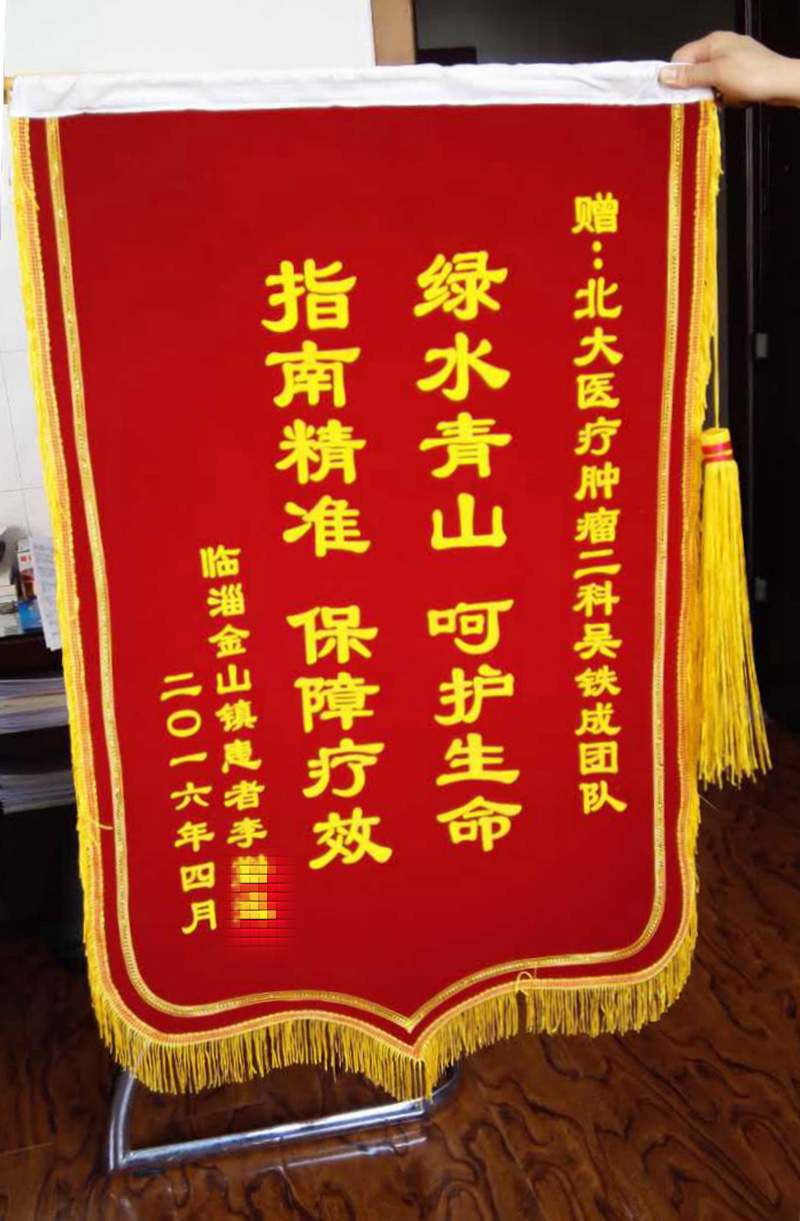 赠:北大医疗肿瘤二科吴铁成团队
绿水青山 呵护生命
指南精准 保障疗效
临淄金山镇患者李
二〇一六年四月